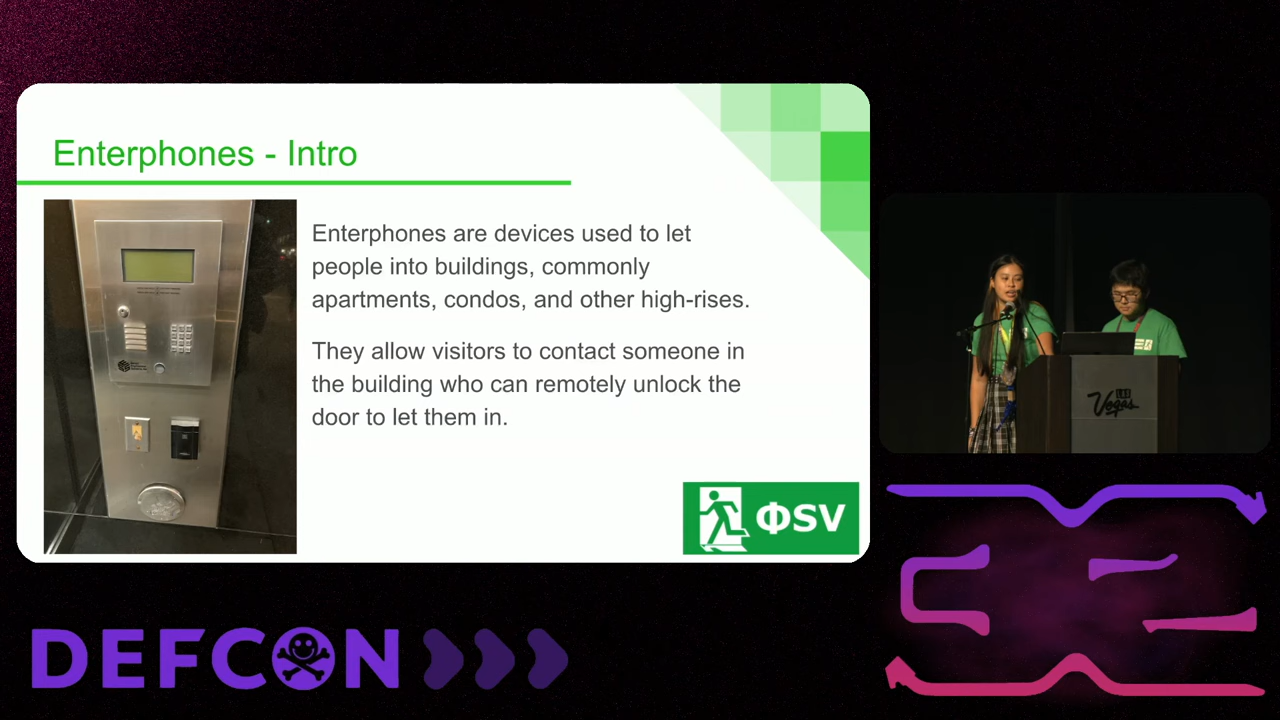 Enterphones - Intro
Enterphones are devices used to let
people into buildings, commonly
apartments, condos, and other high-rises.
They allow visitors to contact someone in
the building who can remotely unlock the
door to let them in.
ΦSV
Vegas
DEFCON